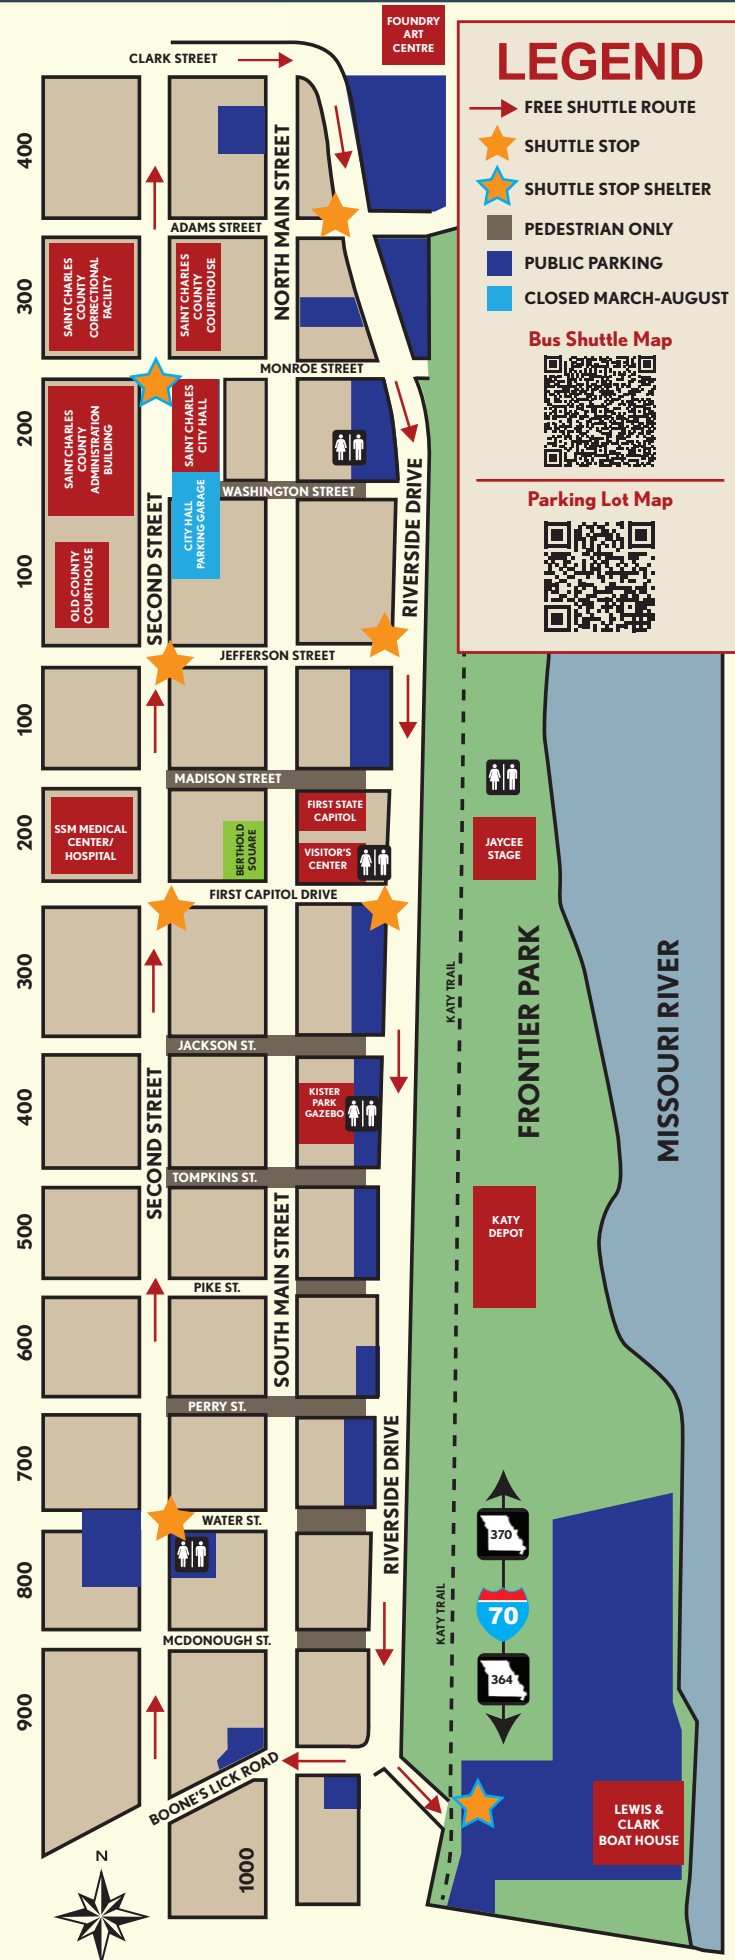 FOUNDRY
ART
CENTRE
CLARK STREET
LEGEND
FREE SHUTTLE ROUTE
SHUTTLE STOP
SHUTTLE STOP SHELTER
PEDESTRIAN ONLY
PUBLIC PARKING
CLOSED MARCH-AUGUST
Bus Shuttle Map
Parking Lot Map
400
NORTH MAIN STREET
ADAMS STREET
300
SAINT CHARLES
COUNTY
CORRECTIONAL
FACILITY
SAINT CHARLES
COUNTY
COURTHOUSE
MONROE STREET
200
SAINT CHARLES
COUNTY
ADMINISTRATION
BUILDING
SAINT CHARLES
CITY HALL
CITY HALL
PARKING GARAGE
WASHINGTON STREET
RIVERSIDE DRIVE
SECOND STREET
100
OLD COUNTY
COURTHOUSE
JEFFERSON STREET
100
MADISON STREET
200
SSM MEDICAL
CENTER/
HOSPITAL
BERTHOLD
SQUARE
FIRST STATE
CAPITOL
VISITOR'S
CENTER
JAYCEE
STAGE
FIRST CAPITOL DRIVE
300
KATY TRAIL
FRONTIER PARK
MISSOURI RIVER
JACKSON ST.
400
SECOND STREET
KISTER
PARK
GAZEBO
TOMPKINS ST.
500
SOUTH MAIN STREET
KATY
DEPOT
PIKE ST.
600
PERRY ST.
700
RIVERSIDE DRIVE
WATER ST.
370
70
364
800
KATY TRAIL
MCDONOUGH ST.
900
BOONE'S LICK ROAD
LEWIS &
CLARK
BOAT HOUSE
1000
N